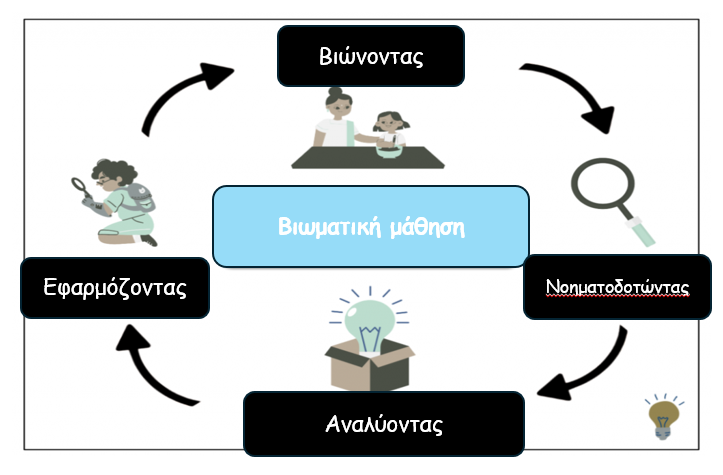 Βιώνοντας
Βιωματική μάθηση
Εφαρμόζοντας
Νοηματοδοτώντας
Αναλύοντας